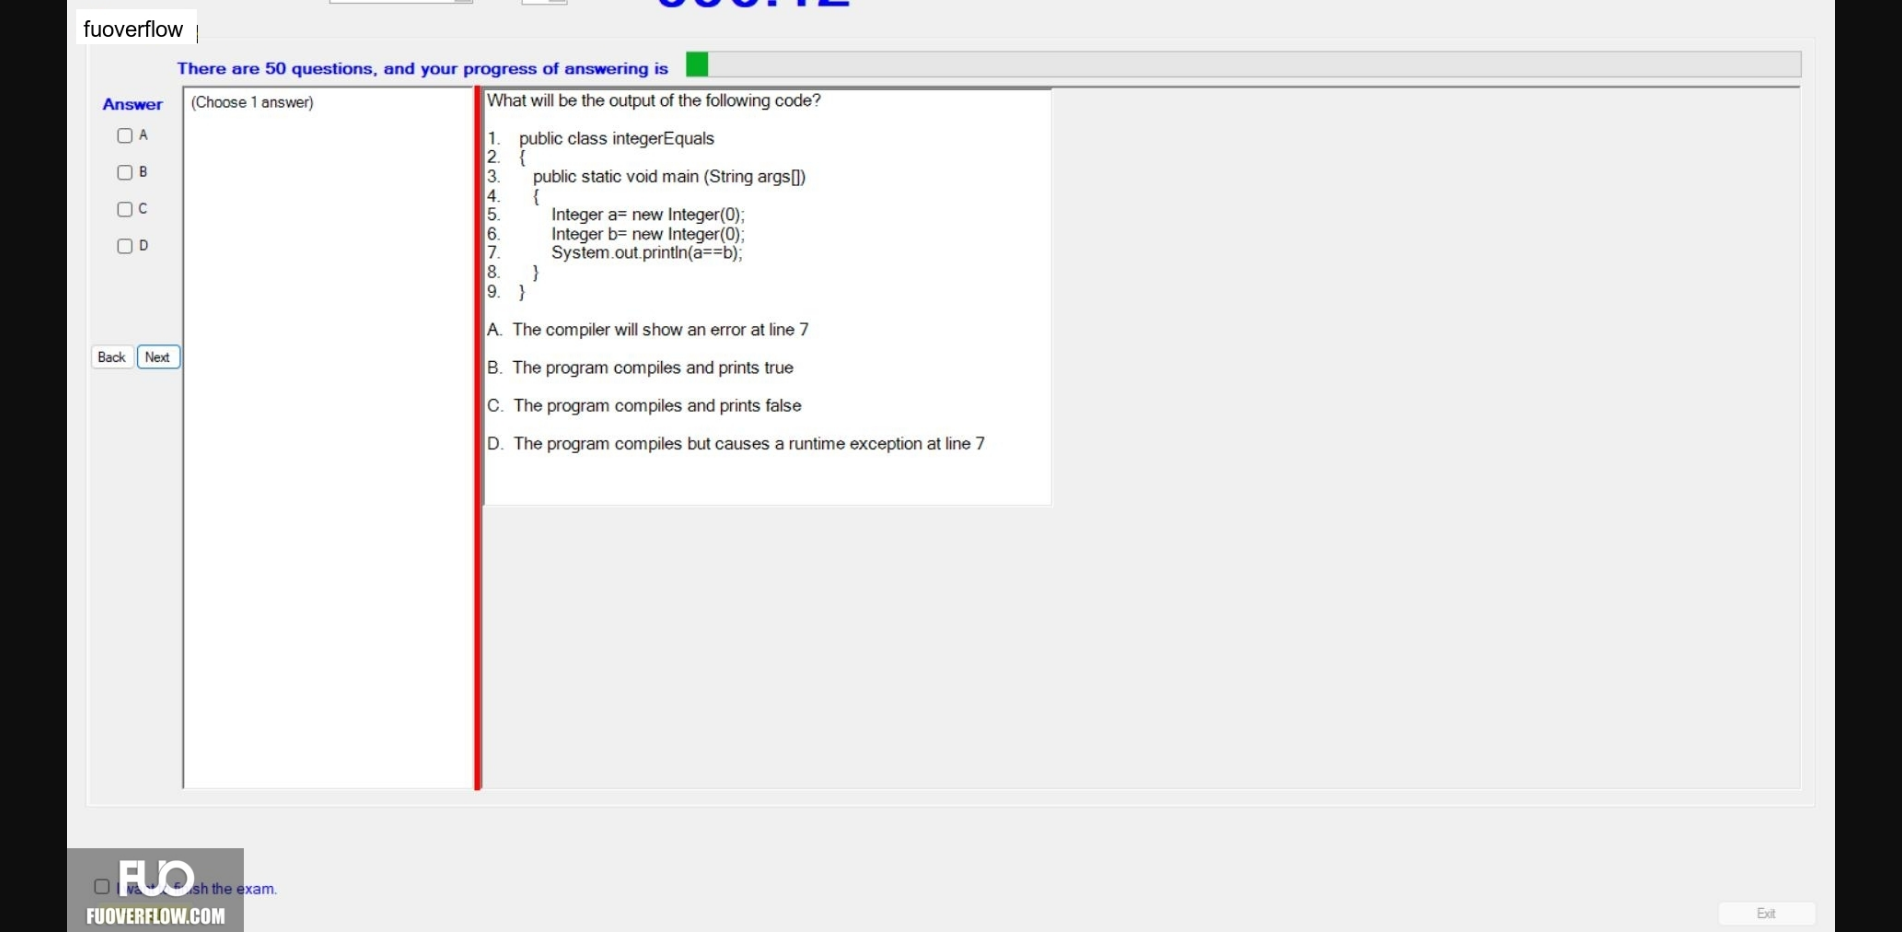 fuoverflow
There are 50 questions, and your progress of answering is
Answer
(Choose 1 answer)
A
B
C
D
Back
Next
What will be the output of the following code?
1. public class integerEquals
2. {
3. public static void main (String args[])
4. {
5. Integer a= new Integer(0);
6. Integer b= new Integer(0);
7. System.out.println(a==b);
8. }
9. }
A. The compiler will show an error at line 7
B. The program compiles and prints true
C. The program compiles and prints false
D. The program compiles but causes a runtime exception at line 7
FUO
sh the exam.
FUOVERFLOW.COM
Exit